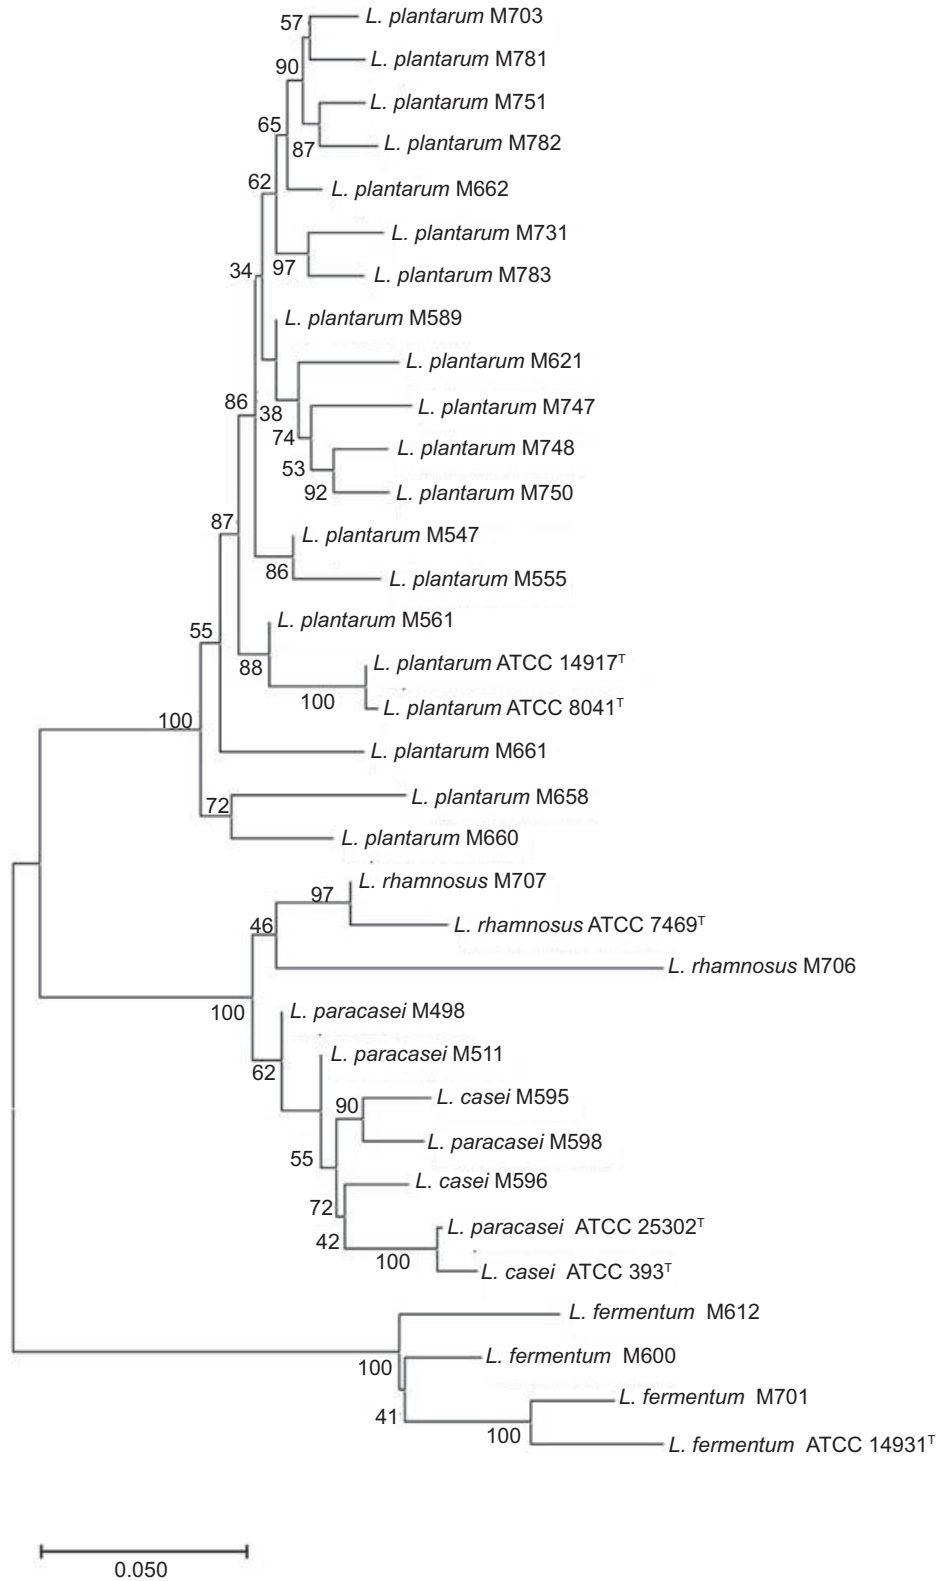 57
L. plantarum M703
L. plantarum M781
90
L. plantarum M751
65
L. plantarum M782
87
62
L. plantarum M662
L. plantarum M731
97
34
L. plantarum M783
L. plantarum M589
L. plantarum M621
86
38
L. plantarum M747
74
L. plantarum M748
53
92
L. plantarum M750
87
L. plantarum M547
86
L. plantarum M555
L. plantarum M561
55
88
L. plantarum ATCC 14917ᵀ
100
L. plantarum ATCC 8041ᵀ
100
L. plantarum M661
L. plantarum M658
72
L. plantarum M660
L. rhamnosus M707
97
46
L. rhamnosus ATCC 7469ᵀ
L. rhamnosus M706
100
L. paracasei M498
L. paracasei M511
62
90
L. casei M595
L. paracasei M598
55
L. casei M596
72
L. paracasei ATCC 25302ᵀ
42
100
L. casei ATCC 393ᵀ
L. fermentum M612
L. fermentum M600
100
L. fermentum M701
41
100
L. fermentum ATCC 14931ᵀ
0.050